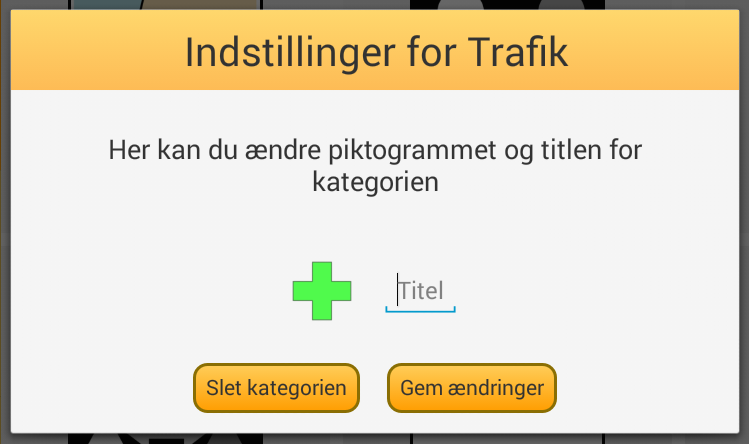 Indstillinger for Trafik
Her kan du ændre piktogrammet og titlen for
kategorien
Titel
Slet kategorien
Gem ændringer